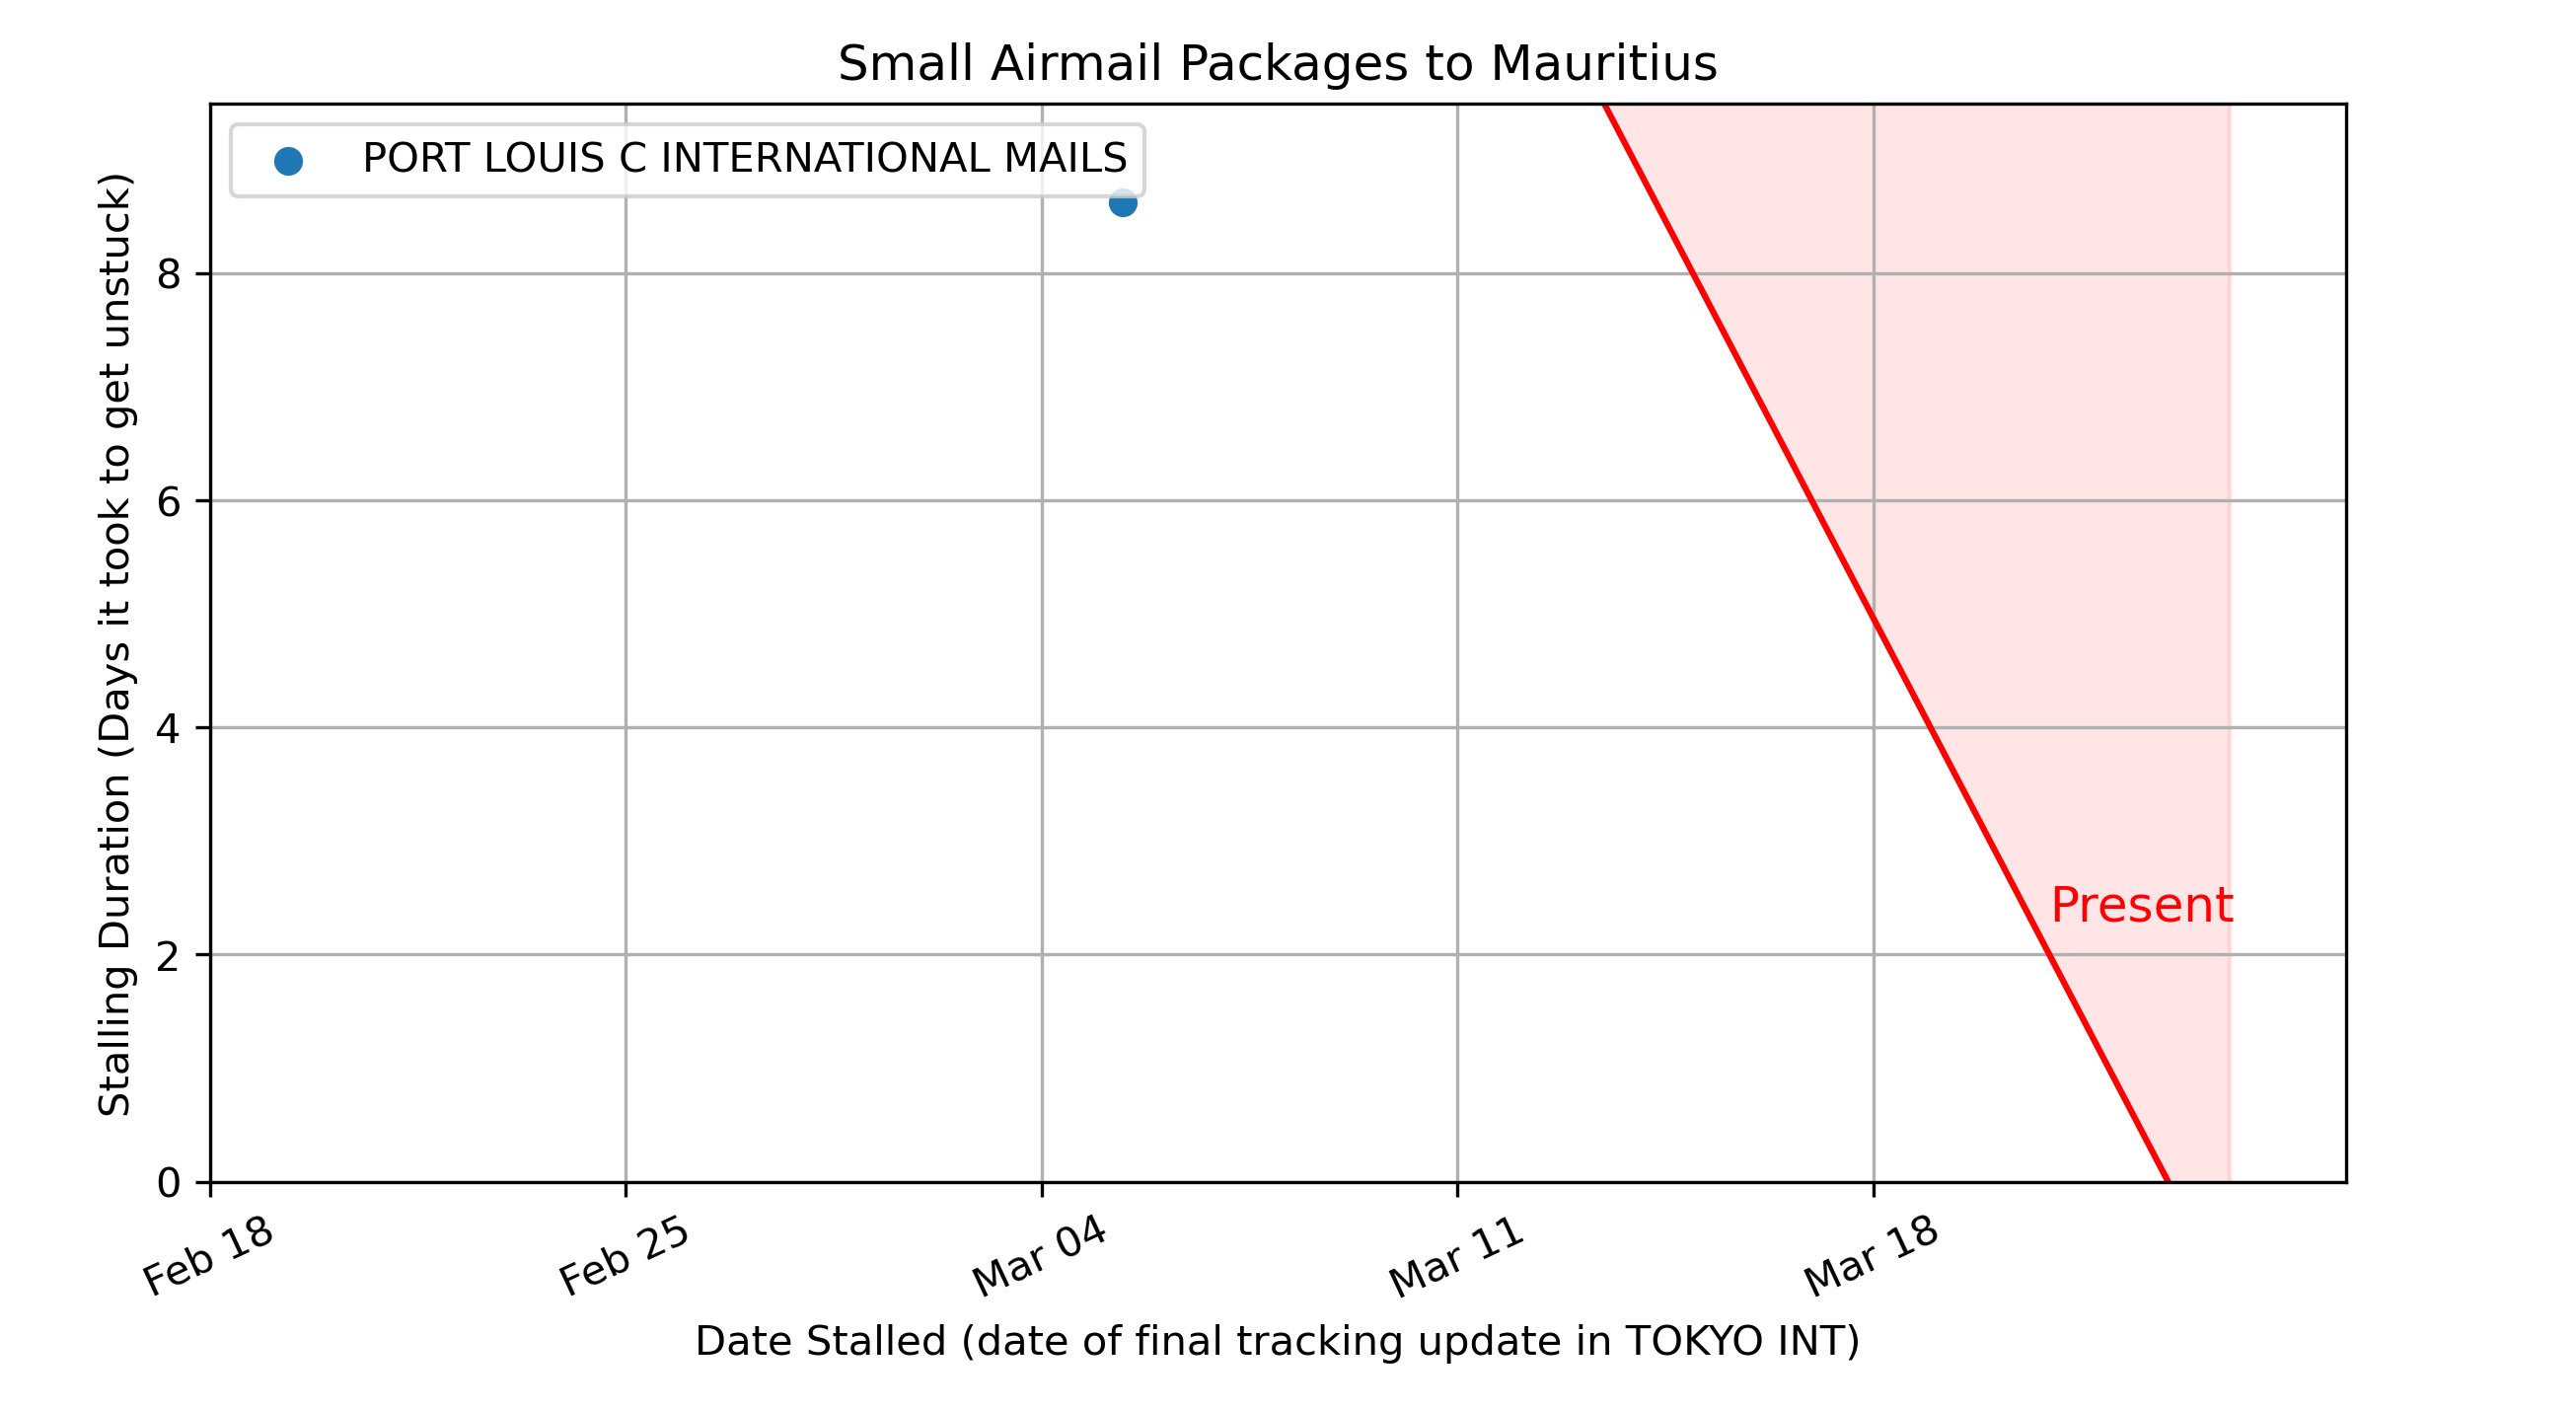 Small Airmail Packages to Mauritius
PORT LOUIS C INTERNATIONAL MAILS
Stalling Duration (Days it took to get unstuck)
8
6
4
2
0
Present
Feb 18
Feb 25
Mar 04
Mar 11
Mar 18
Date Stalled (date of final tracking update in TOKYO INT)